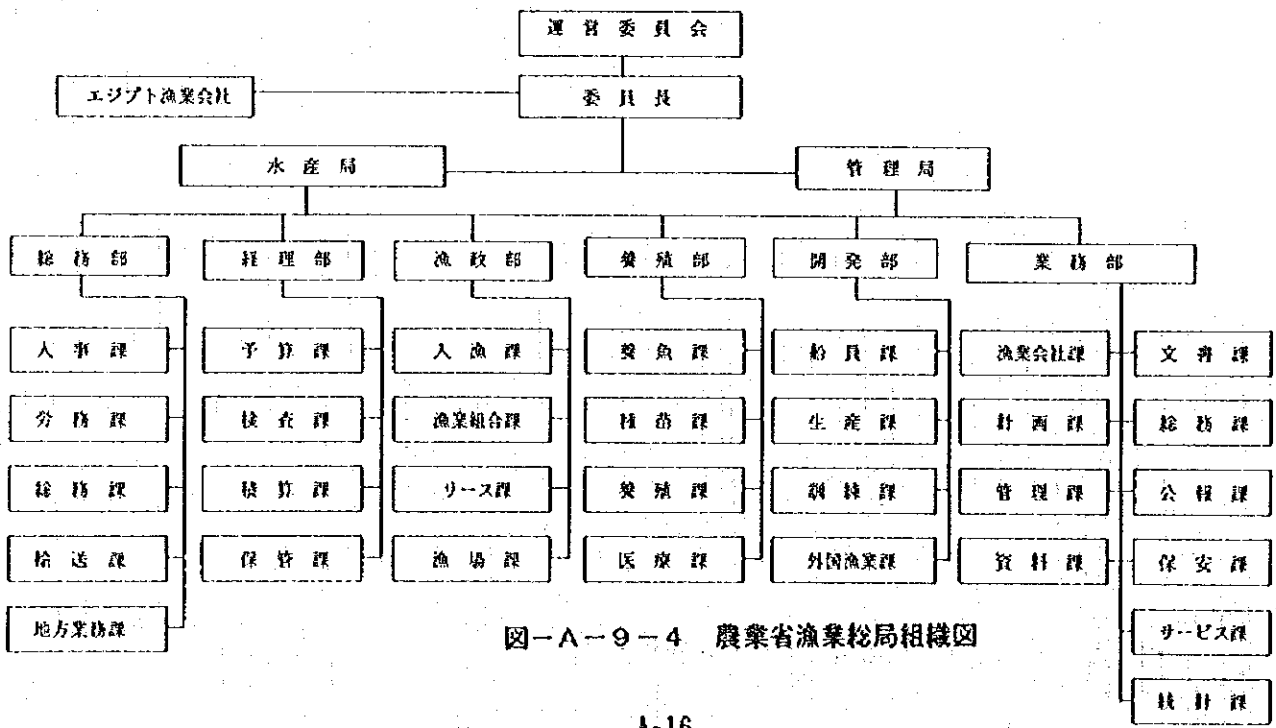 運営委員会
エジプト漁業会社
委員長
水産局
管理局
総務部
経理部
漁政部
養殖部
開発部
業務部
人事課
予算課
入漁課
養魚課
船員課
漁業会社課
文書課
労務課
検査課
漁業組合課
種苗課
生産課
計画課
総務課
総務課
積算課
リース課
養殖課
訓練課
管理課
公報課
輸送課
保管課
漁場課
医療課
外国漁業課
資料課
保安課
地方業務課
サービス課
統計課
図-A-9-4 農業省漁業総局組織図
A-16